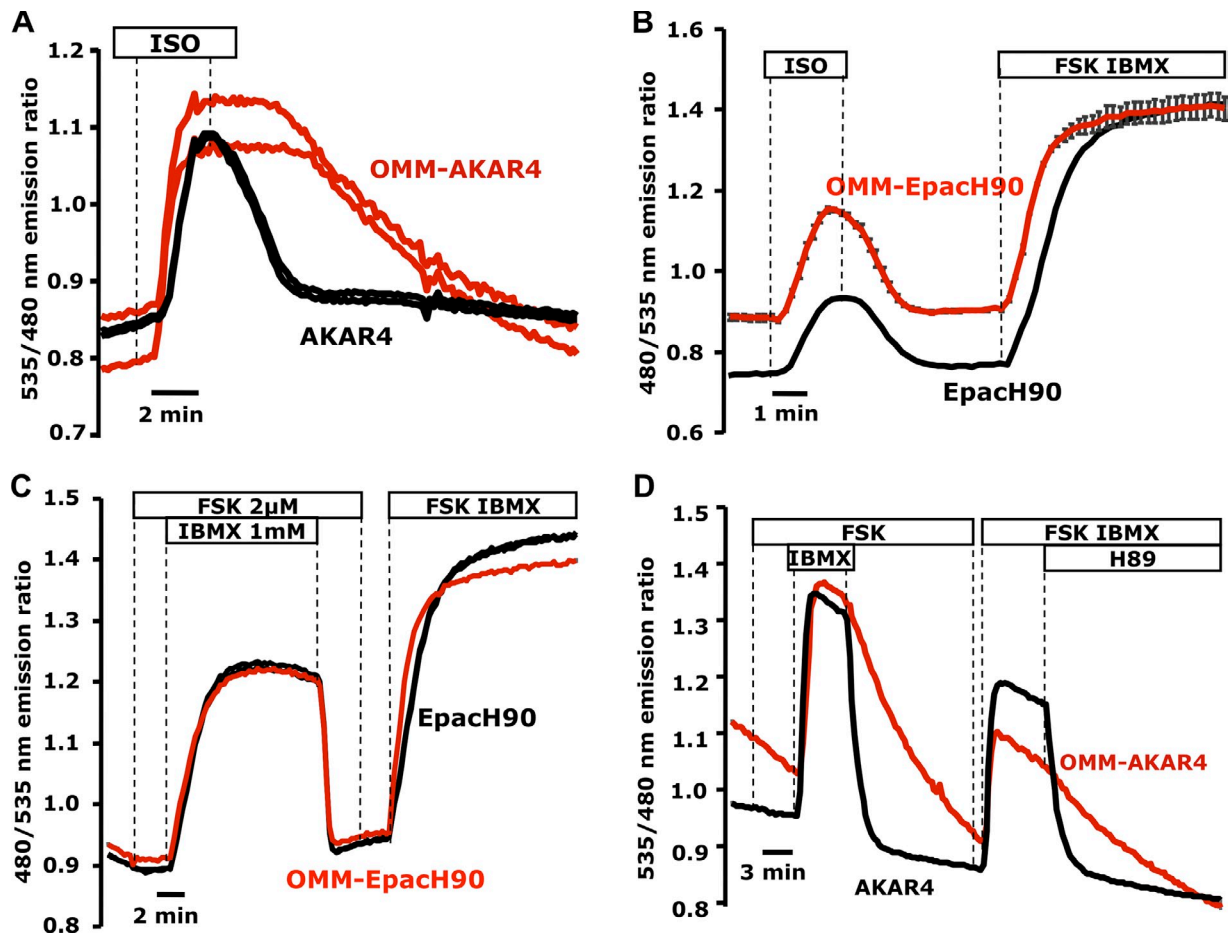 A
ISO
535/480 nm emission ratio
1.2
1.1
1.0
0.9
0.8
0.7
OMM-AKAR4
AKAR4
2 min
B
ISO
FSK IBMX
480/535 nm emission ratio
1.6
1.4
1.2
1.0
0.8
0.6
OMM-EpacH90
EpacH90
1 min
C
FSK 2µM
IBMX 1mM
FSK IBMX
480/535 nm emission ratio
1.5
1.4
1.3
1.2
1.1
1.0
0.9
0.8
EpacH90
OMM-EpacH90
2 min
D
FSK
IBMX
FSK IBMX
H89
535/480 nm emission ratio
1.5
1.4
1.3
1.2
1.1
1.0
0.9
0.8
OMM-AKAR4
AKAR4
3 min